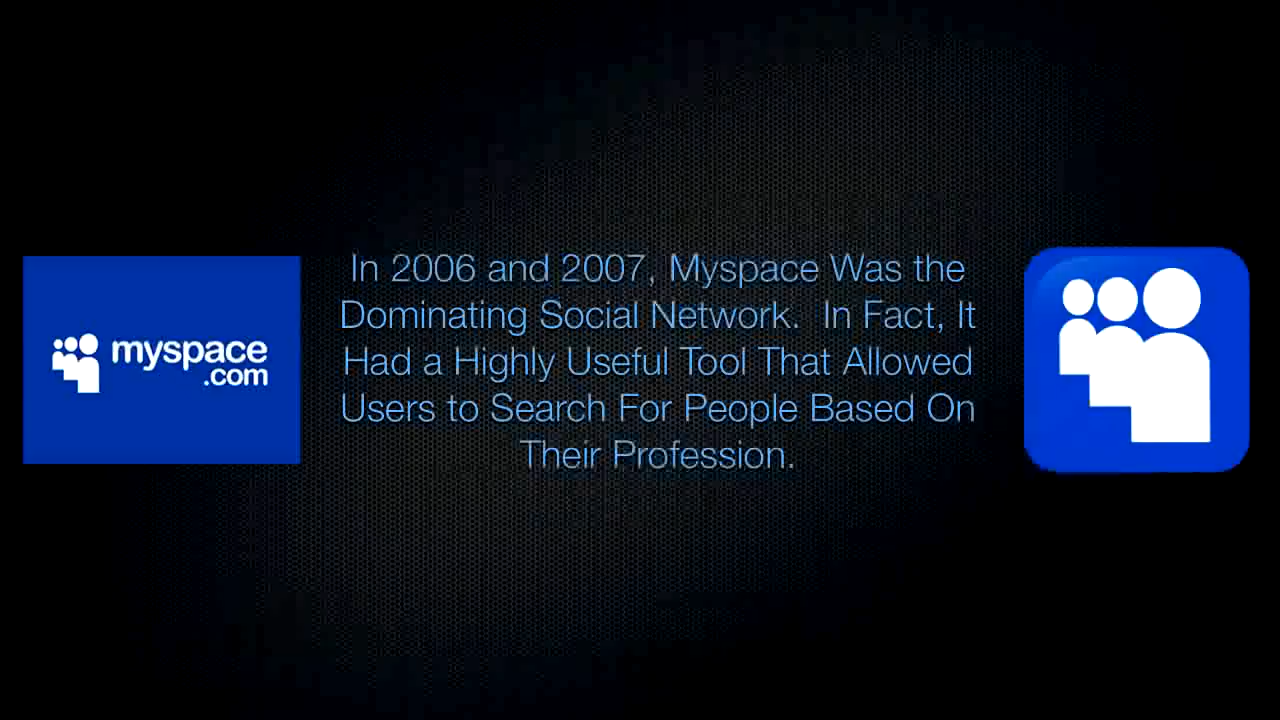 myspace
.com
In 2006 and 2007, Myspace Was the
Dominating Social Network.  In Fact, It
Had a Highly Useful Tool That Allowed
Users to Search For People Based On
Their Profession.